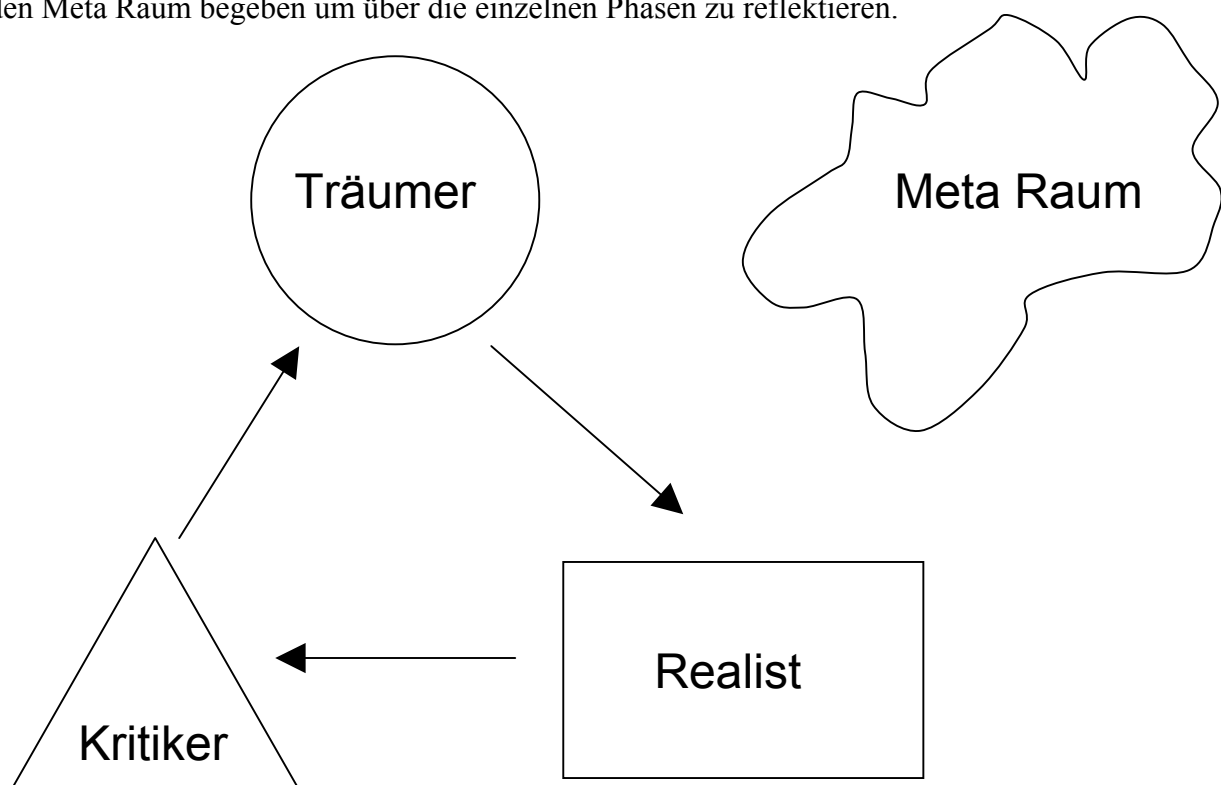 den Meta Raum begeben um über die einzelnen Phasen zu reflektieren.
Träumer
Meta Raum
Realist
Kritiker